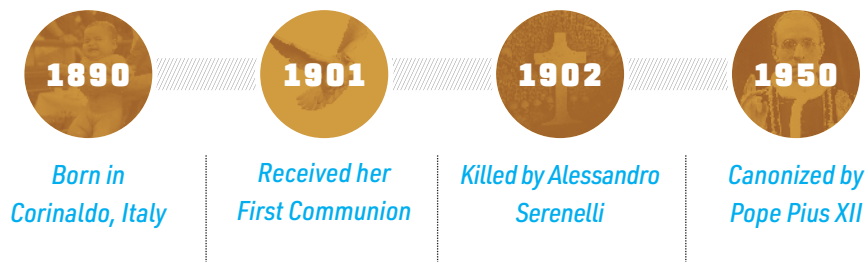 1890
1901
1902
1950
Born in
Corinaldo, Italy
Received her
First Communion
Killed by Alessandro
Serenelli
Canonized by
Pope Pius XII